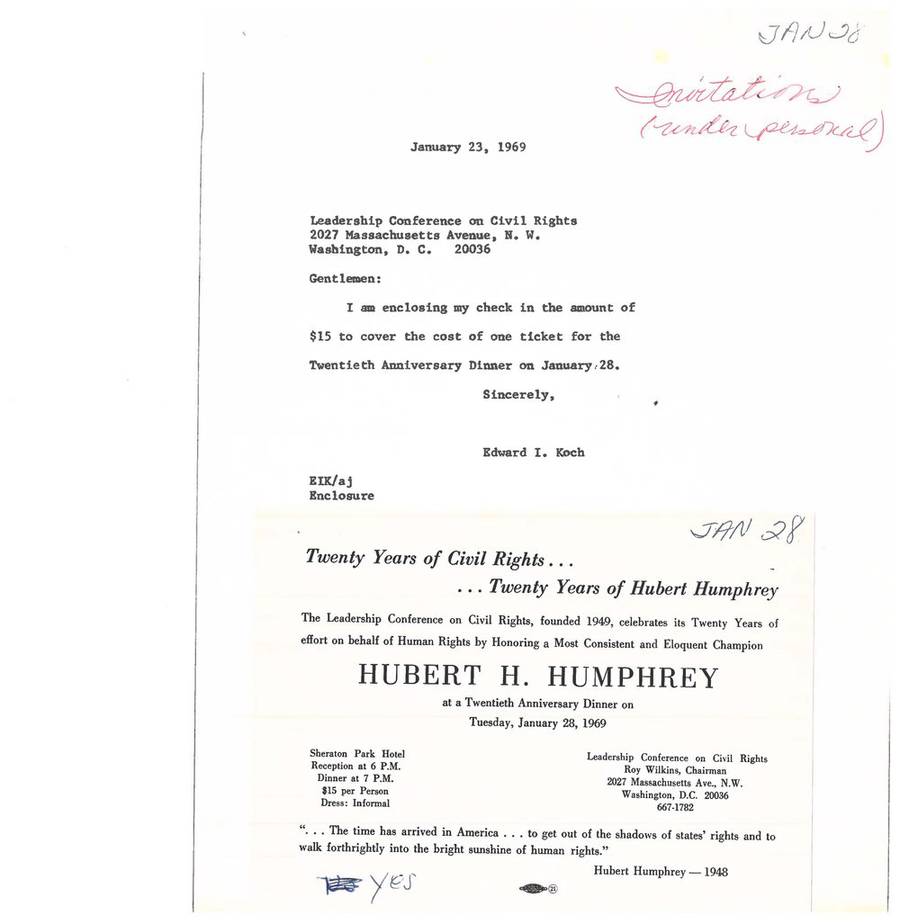 JAN 28
Invitations
(under personal)
January 23, 1969
Leadership Conference on Civil Rights
2027 Massachusetts Avenue, N. W.
Washington, D. C. 20036
Gentlemen:
I am enclosing my check in the amount of
$15 to cover the cost of one ticket for the
Twentieth Anniversary Dinner on January 28.
Sincerely,
Edward I. Koch
EIK/aj
Enclosure
JAN 28
Twenty Years of Civil Rights . . .
. . . Twenty Years of Hubert Humphrey
The Leadership Conference on Civil Rights, founded 1949, celebrates its Twenty Years of
effort on behalf of Human Rights by Honoring a Most Consistent and Eloquent Champion
HUBERT H. HUMPHREY
at a Twentieth Anniversary Dinner on
Tuesday, January 28, 1969
Sheraton Park Hotel
Reception at 6 P.M.
Dinner at 7 P.M.
$15 per Person
Dress: Informal
Leadership Conference on Civil Rights
Roy Wilkins, Chairman
2027 Massachusetts Ave., N.W.
Washington, D.C. 20036
667-1782
“. . . The time has arrived in America . . . to get out of the shadows of states’ rights and to
walk forthrightly into the bright sunshine of human rights.”
Hubert Humphrey — 1948
YES
21